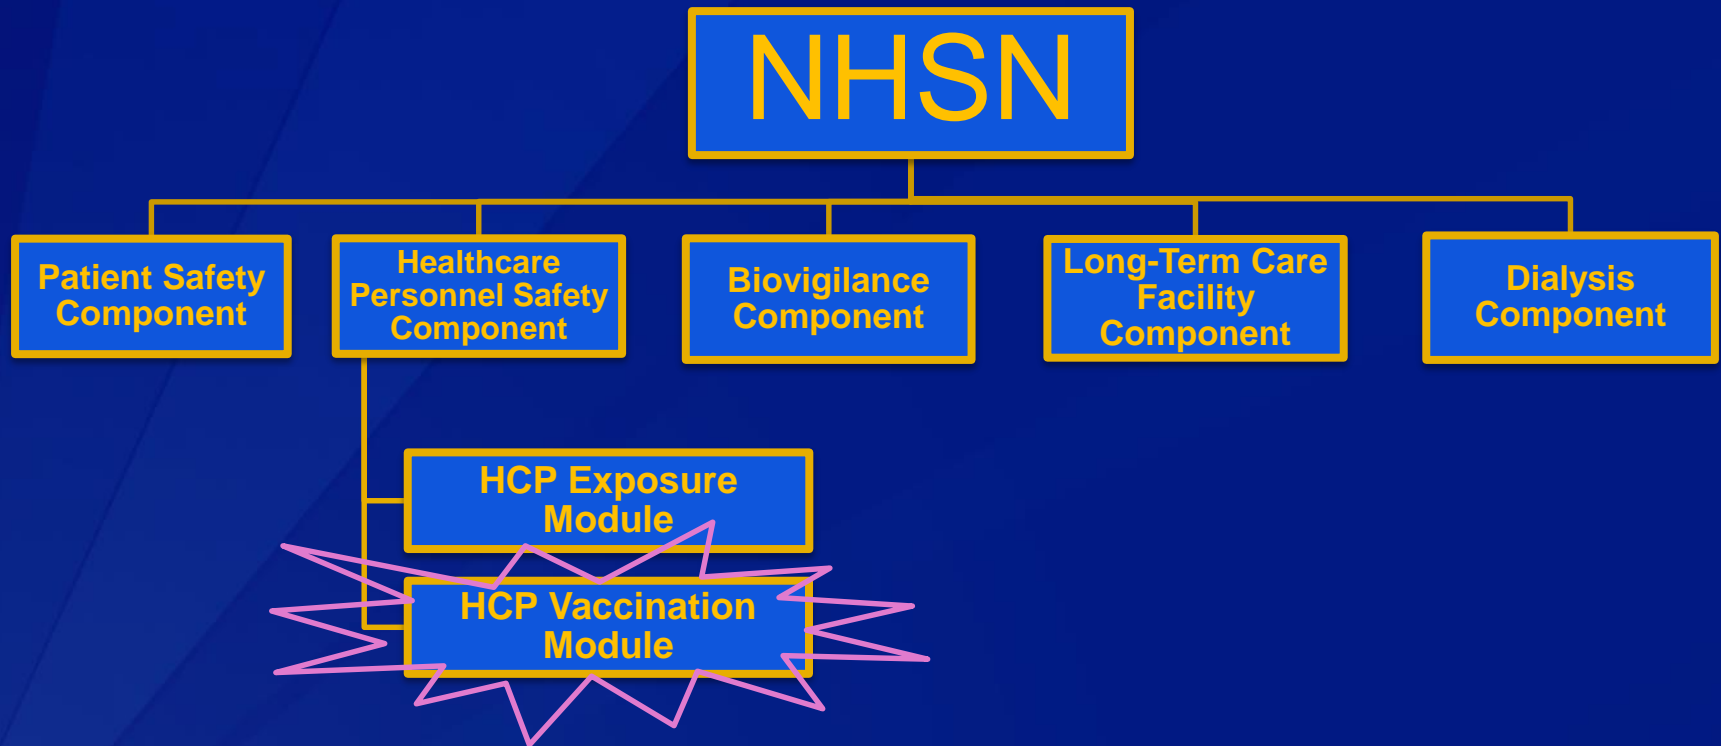 NHSN
Patient Safety
Component
Healthcare
Personnel Safety
Component
Biovigilance
Component
Long-Term Care
Facility
Component
Dialysis
Component
HCP Exposure
Module
HCP Vaccination
Module